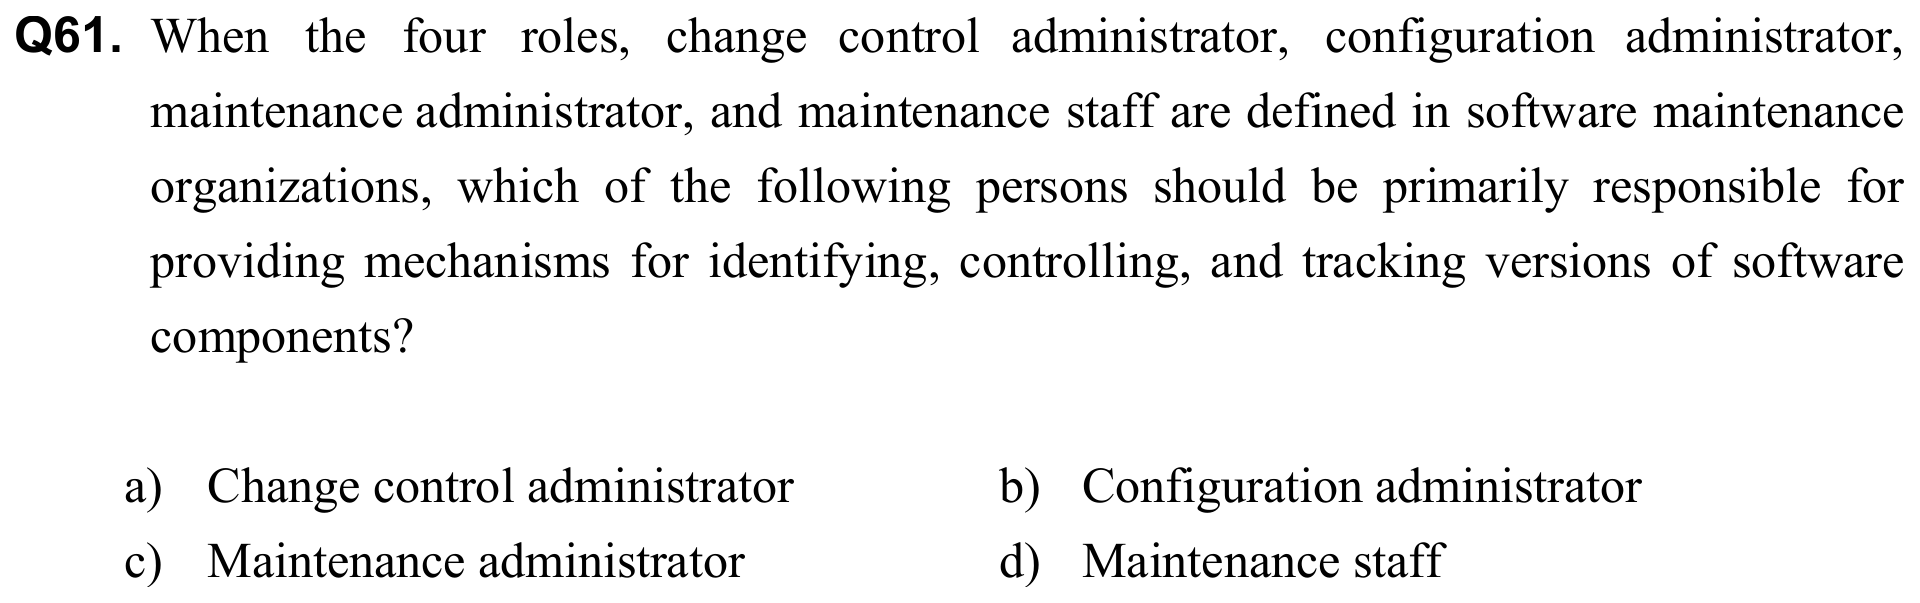 Q61. When the four roles, change control administrator, configuration administrator,
maintenance administrator, and maintenance staff are defined in software maintenance
organizations, which of the following persons should be primarily responsible for
providing mechanisms for identifying, controlling, and tracking versions of software
components?
a) Change control administrator b) Configuration administrator
c) Maintenance administrator d) Maintenance staff